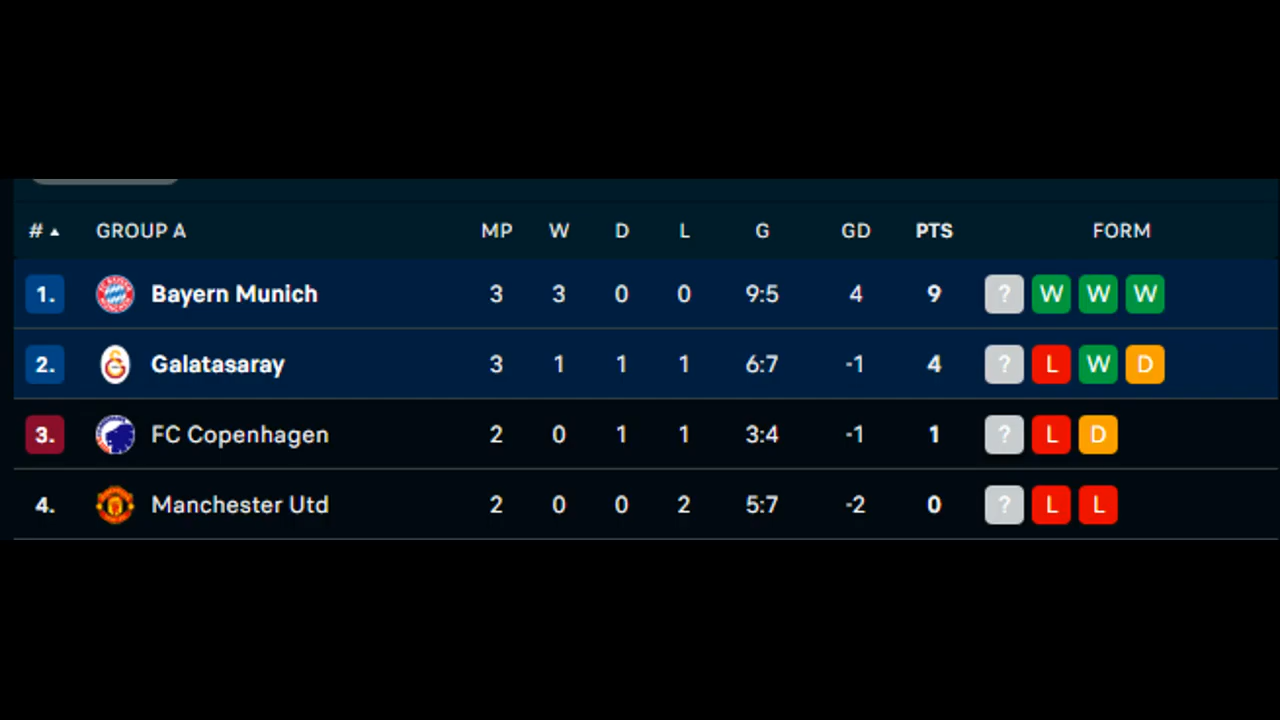 # ▲ GROUP A MP W D L G GD PTS FORM
1. Bayern Munich 3 3 0 0 9:5 4 9 ? W W W
2. Galatasaray 3 1 1 1 6:7 -1 4 ? L W D
3. FC Copenhagen 2 0 1 1 3:4 -1 1 ? L D
4. Manchester Utd 2 0 0 2 5:7 -2 0 ? L L